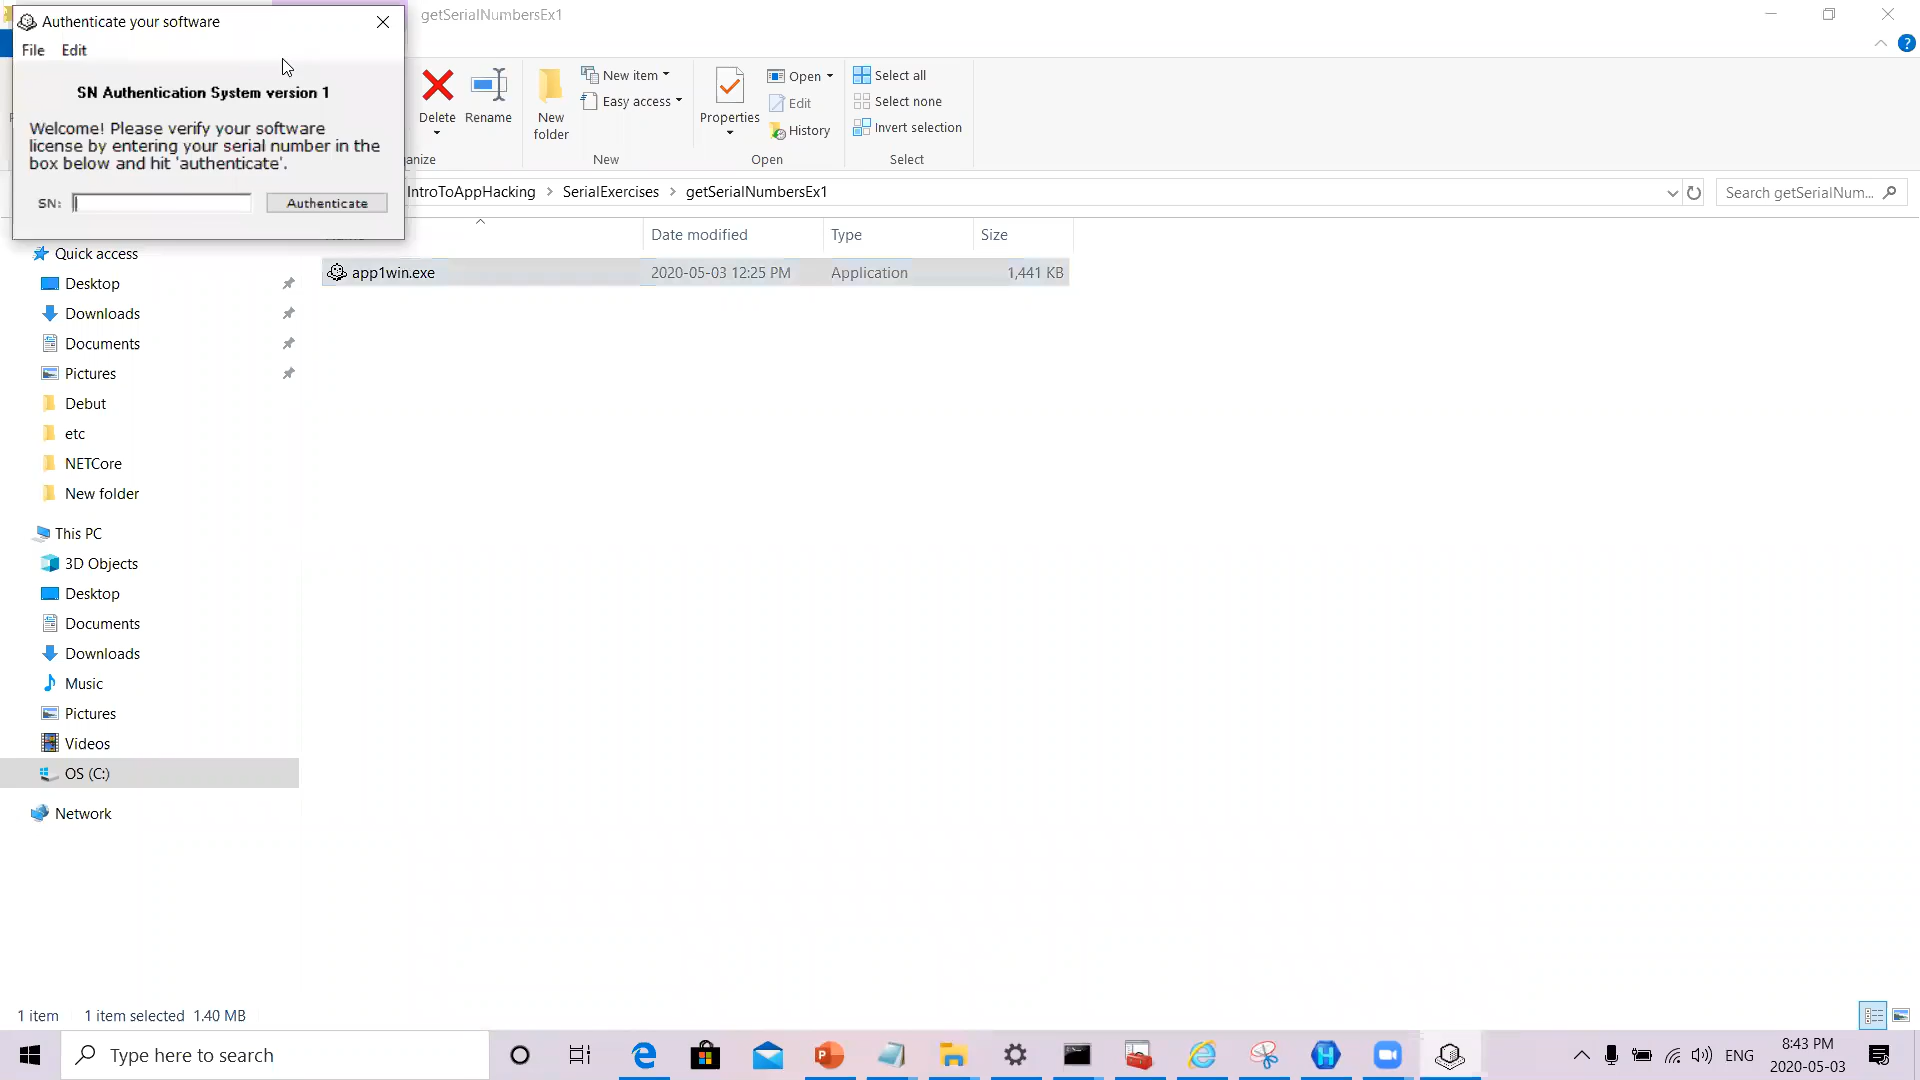 Authenticate your software
File Edit
SN Authentication System version 1
Welcome! Please verify your software
license by entering your serial number in the
box below and hit 'authenticate'.
SN:
Authenticate
getSerialNumbersEx1
Delete
Rename
New
folder
New item
Easy access
Properties
Open
Edit
History
Select all
Select none
Invert selection
New
Open
Select
IntroToAppHacking > SerialExercises > getSerialNumbersEx1
Search getSerialNum...
Date modified
Type
Size
app1win.exe 2020-05-03 12:25 PM Application 1,441 KB
Quick access
Desktop
Downloads
Documents
Pictures
Debut
etc
NETCore
New folder
This PC
3D Objects
Desktop
Documents
Downloads
Music
Pictures
Videos
OS (C:)
Network
1 item 1 item selected 1.40 MB
Type here to search
ENG
8:43 PM
2020-05-03